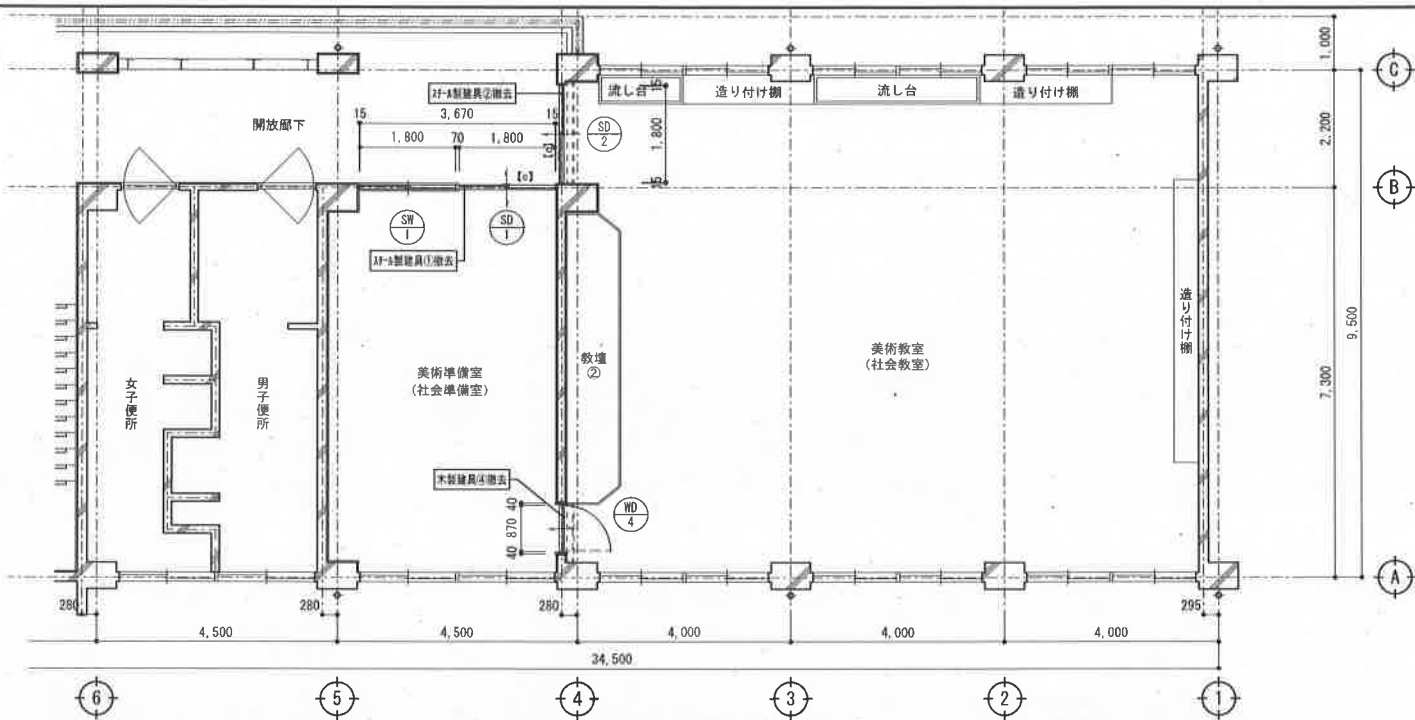 1,000
C
流し台
15
造り付け棚
流し台
造り付け棚
ｽﾁｰﾙ製建具②撤去
15
3,670
15
開放廊下
SD
2
1,800
2,200
1,800
70
1,800
【c】
【c】
15
B
SW
1
SD
1
ｽﾁｰﾙ製建具①撤去
造り付け棚
9,500
美術教室
(社会教室)
教壇
②
美術準備室
(社会準備室)
7,300
女子便所
男子便所
木製建具④撤去
WD
4
40
870
40
A
280
280
280
295
4,500
4,500
4,000
4,000
4,000
34,500
6
5
4
3
2
1